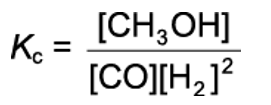 K꜀ = [CH₃OH] / [CO][H₂]²